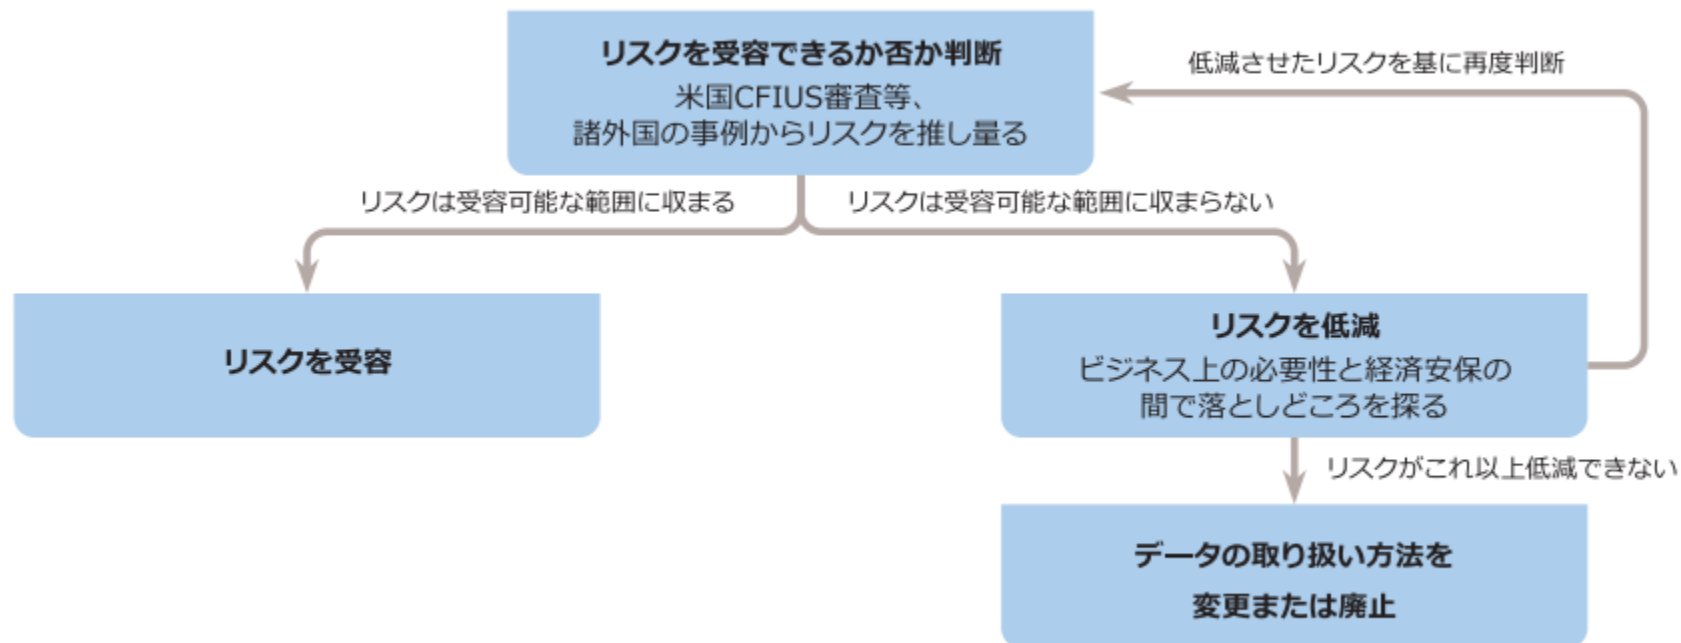 リスクを受容できるか否か判断
米国CFIUS審査等、
諸外国の事例からリスクを推し量る
低減させたリスクを基に再度判断
リスクは受容可能な範囲に収まる
リスクは受容可能な範囲に収まらない
リスクを受容
リスクを低減
ビジネス上の必要性と経済安保の
間で落としどころを探る
リスクがこれ以上低減できない
データの取り扱い方法を
変更または廃止